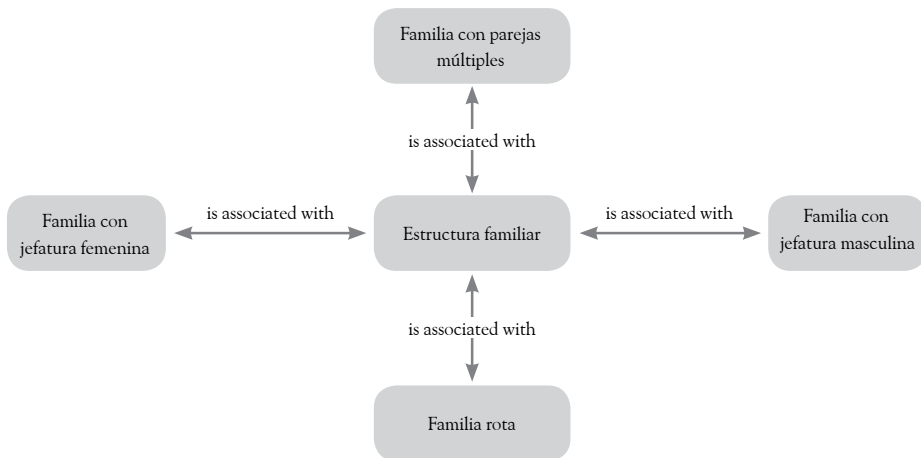 Familia con parejas
múltiples
is associated with
is associated with
is associated with
Familia con
jefatura femenina
Estructura familiar
Familia con
jefatura masculina
is associated with
Familia rota